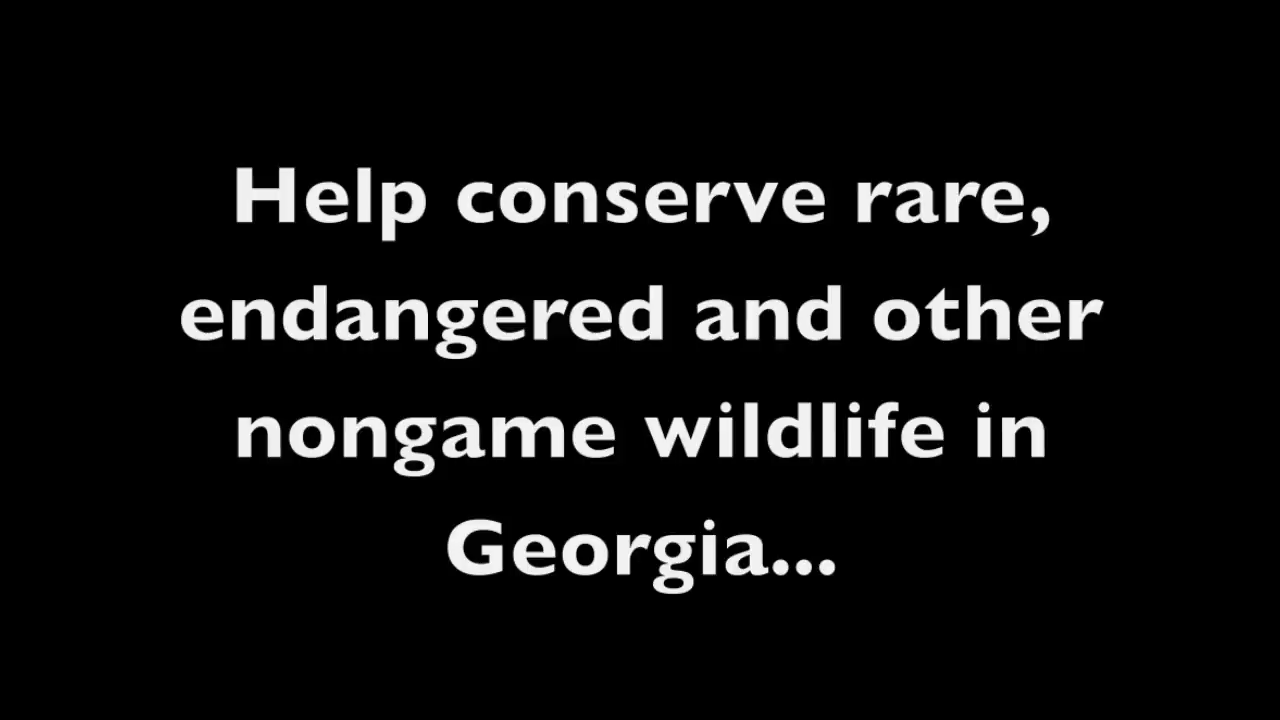 Help conserve rare,
endangered and other
nongame wildlife in
Georgia...